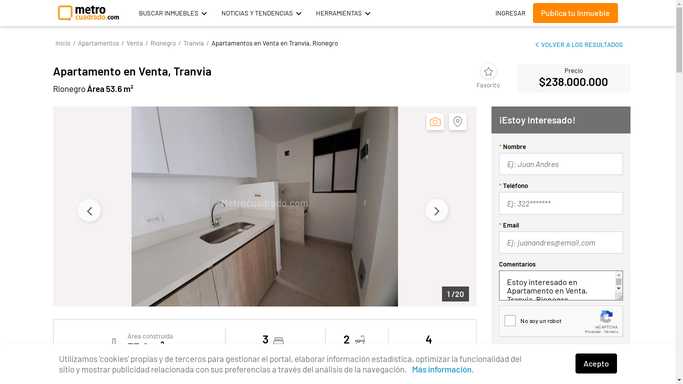 metro
cuadrado.com
BUSCAR INMUEBLES
NOTICIAS Y TENDENCIAS
HERRAMIENTAS
INGRESAR
Publica tu Inmueble
Inicio / Apartamentos / Venta / Rionegro / Tranvia / Apartamentos en Venta en Tranvia, Rionegro
VOLVER A LOS RESULTADOS
Apartamento en Venta, Tranvia
Rionegro Área 53.6 m²
Favorito
Precio
$238.000.000
Metrocuadrado.com
1 / 20
¡Estoy Interesado!
* Nombre
Ej: Juan Andres
* Teléfono
Ej: 322*******
* Email
Ej: juanandres@email.com
Comentarios
Estoy interesado en
Apartamento en Venta,
Tranvia, Rionegro
No soy un robot
reCAPTCHA
Privacidad - Términos
Área construida
3
2
4
Utilizamos 'cookies' propias y de terceros para gestionar el portal, elaborar información estadística, optimizar la funcionalidad del
sitio y mostrar publicidad relacionada con sus preferencias a través del análisis de la navegación. Más información.
Acepto